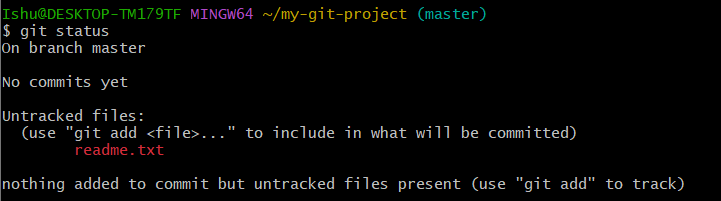 Ishu@DESKTOP-TM179TF MINGW64 ~/my-git-project (master)
$ git status
On branch master

No commits yet

Untracked files:
  (use "git add <file>..." to include in what will be committed)
        readme.txt

nothing added to commit but untracked files present (use "git add" to track)